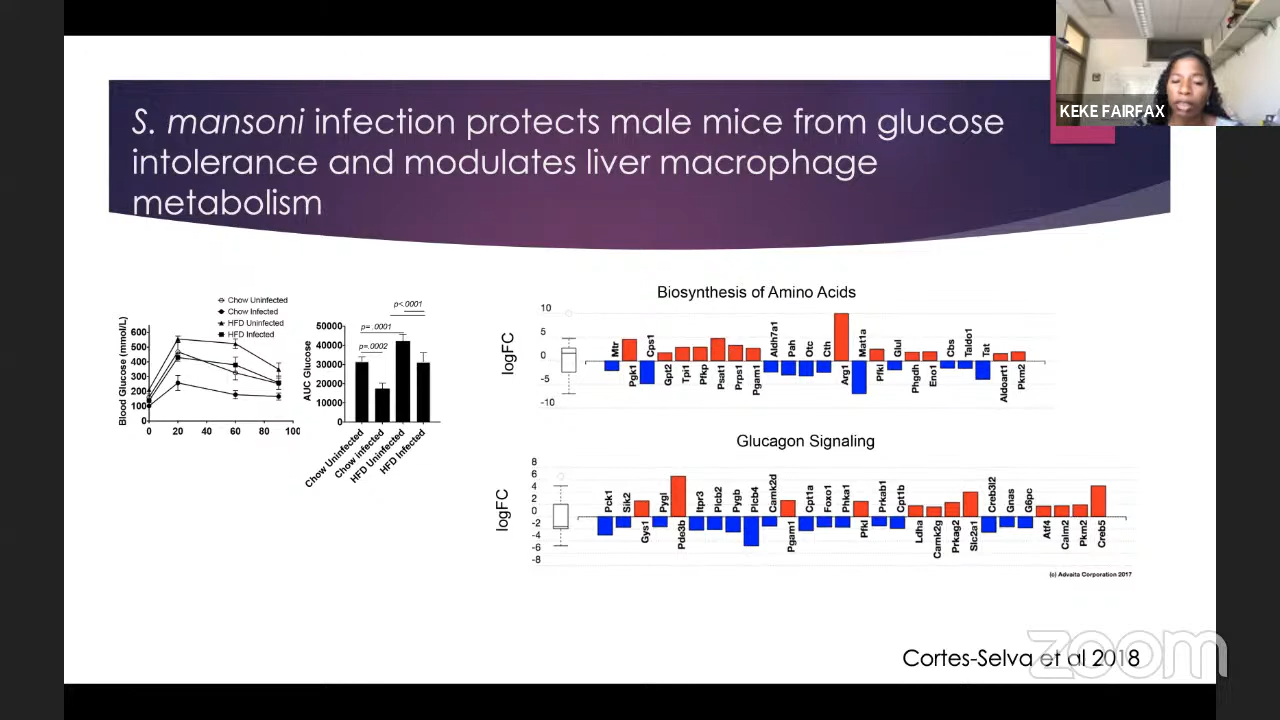 KEKE FAIRFAX
S. mansoni infection protects male mice from glucose
intolerance and modulates liver macrophage
metabolism
Chow Uninfected
Chow Infected
HFD Uninfected
HFD Infected
Blood Glucose (mmol/L)
600
500
400
300
200
100
0
0 20 40 60 80 100
p<.0001
p= .0001
p=.0002
AUC Glucose
50000
40000
30000
20000
10000
0
Chow Uninfected
Chow infected
HFD Uninfected
HFD Infected
Biosynthesis of Amino Acids
logFC
10
5
0
-5
-10
Mtr Pgk1 Cps1 Gpt2 Tpi1 Pfkp Psat1 Prps1 Pgam1 Aldh7a1 Pah Otc Cth Arg1 Mat1a Pfkl Glul Phgdh Eno1 Cbs Taldo1 Tat Aldoart1 Pkm2
Glucagon Signaling
logFC
8
6
4
2
0
-2
-4
-6
-8
Pck1 Sik2 Gys1 Pygl Pde3b Itpr3 Plcb2 Pygb Plcb4 Camk2d Pgam1 Cpt1a Foxo1 Phka1 Pfkl Prkab1 Cpt1b Ldha Camk2g Prkag2 Slc2a1 Creb3l2 Gnas G6pc Atf4 Calm2 Pkm2 Creb5
(c) Advaita Corporation 2017
Cortes-Selva et al 2018
zoom